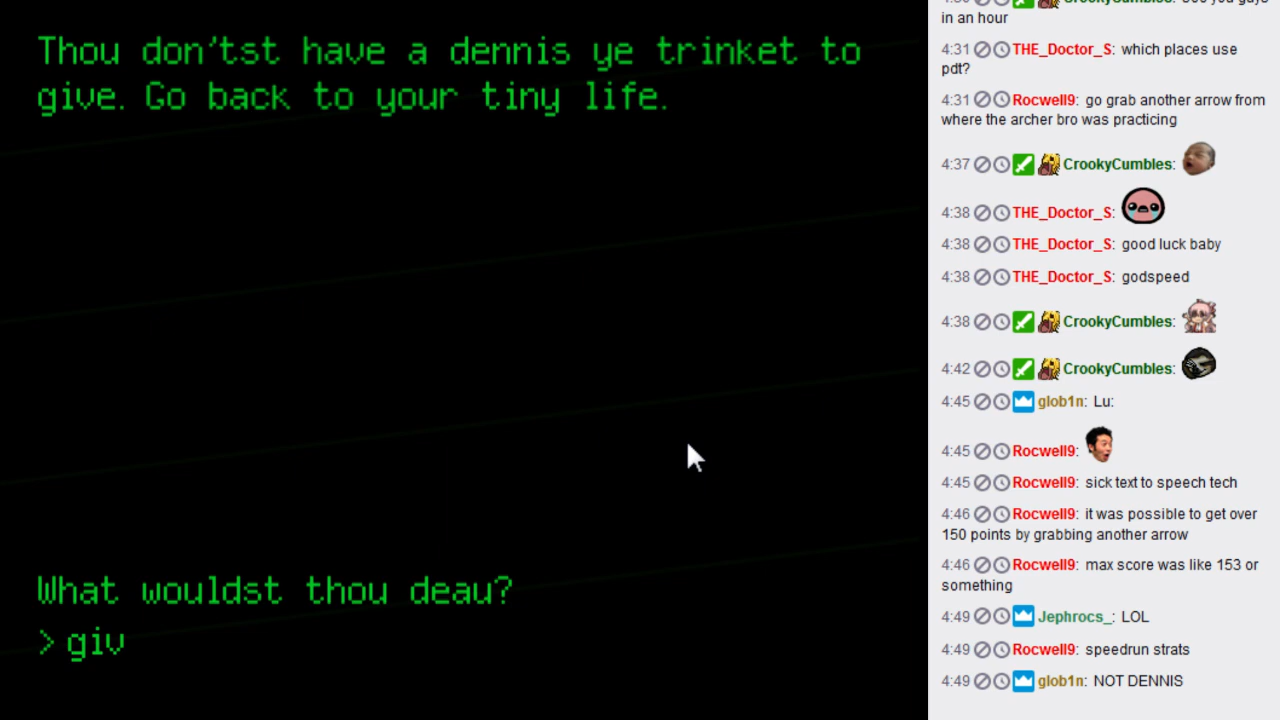 Thou don'tst have a dennis ye trinket to
give. Go back to your tiny life.
What wouldst thou deau?
> giv
in an hour
4:31 THE_Doctor_S: which places use
pdt?
4:31 Rocwell9: go grab another arrow from
where the archer bro was practicing
4:37 CrookyCumbles:
4:38 THE_Doctor_S:
4:38 THE_Doctor_S: good luck baby
4:38 THE_Doctor_S: godspeed
4:38 CrookyCumbles:
4:42 CrookyCumbles:
4:45 glob1n: Lu:
4:45 Rocwell9:
4:45 Rocwell9: sick text to speech tech
4:46 Rocwell9: it was possible to get over
150 points by grabbing another arrow
4:46 Rocwell9: max score was like 153 or
something
4:49 Jephrocs_: LOL
4:49 Rocwell9: speedrun strats
4:49 glob1n: NOT DENNIS